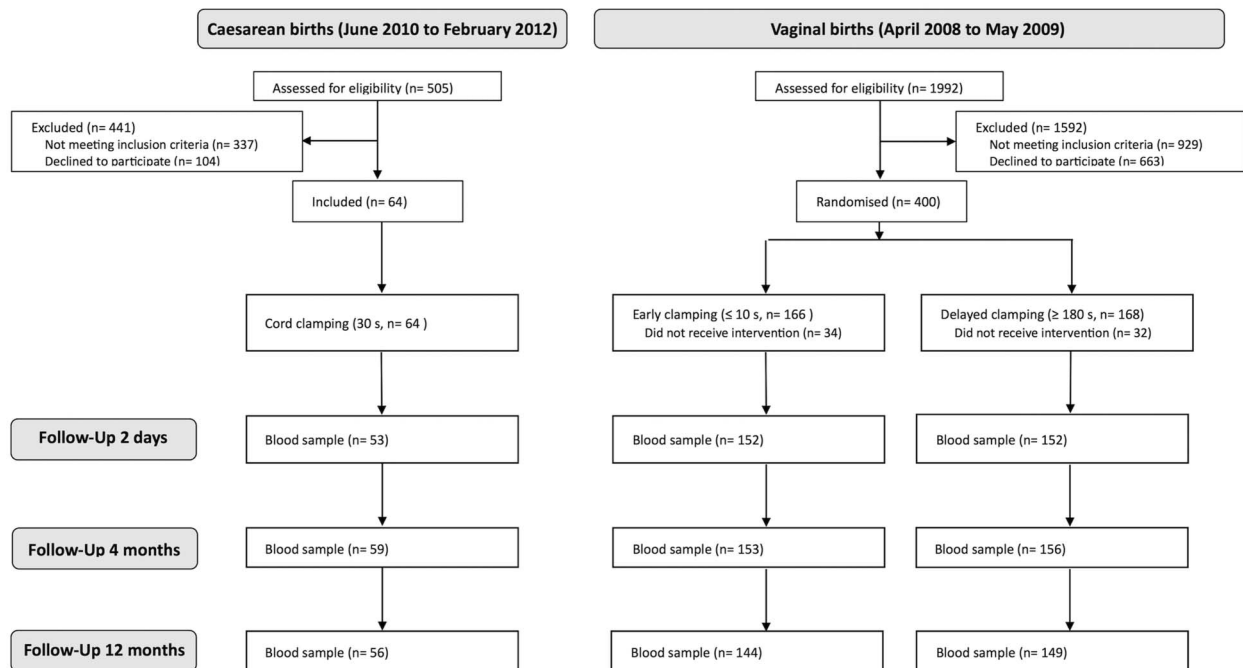 Caesarean births (June 2010 to February 2012)
Vaginal births (April 2008 to May 2009)
Assessed for eligibility (n= 505)
Assessed for eligibility (n= 1992)
Excluded (n= 441)
Not meeting inclusion criteria (n= 337)
Declined to participate (n= 104)
Excluded (n= 1592)
Not meeting inclusion criteria (n= 929)
Declined to participate (n= 663)
Included (n= 64)
Randomised (n= 400)
Cord clamping (30 s, n= 64 )
Early clamping (≤ 10 s, n= 166 )
Did not receive intervention (n= 34)
Delayed clamping (≥ 180 s, n= 168)
Did not receive intervention (n= 32)
Follow-Up 2 days
Blood sample (n= 53)
Blood sample (n= 152)
Blood sample (n= 152)
Follow-Up 4 months
Blood sample (n= 59)
Blood sample (n= 153)
Blood sample (n= 156)
Follow-Up 12 months
Blood sample (n= 56)
Blood sample (n= 144)
Blood sample (n= 149)